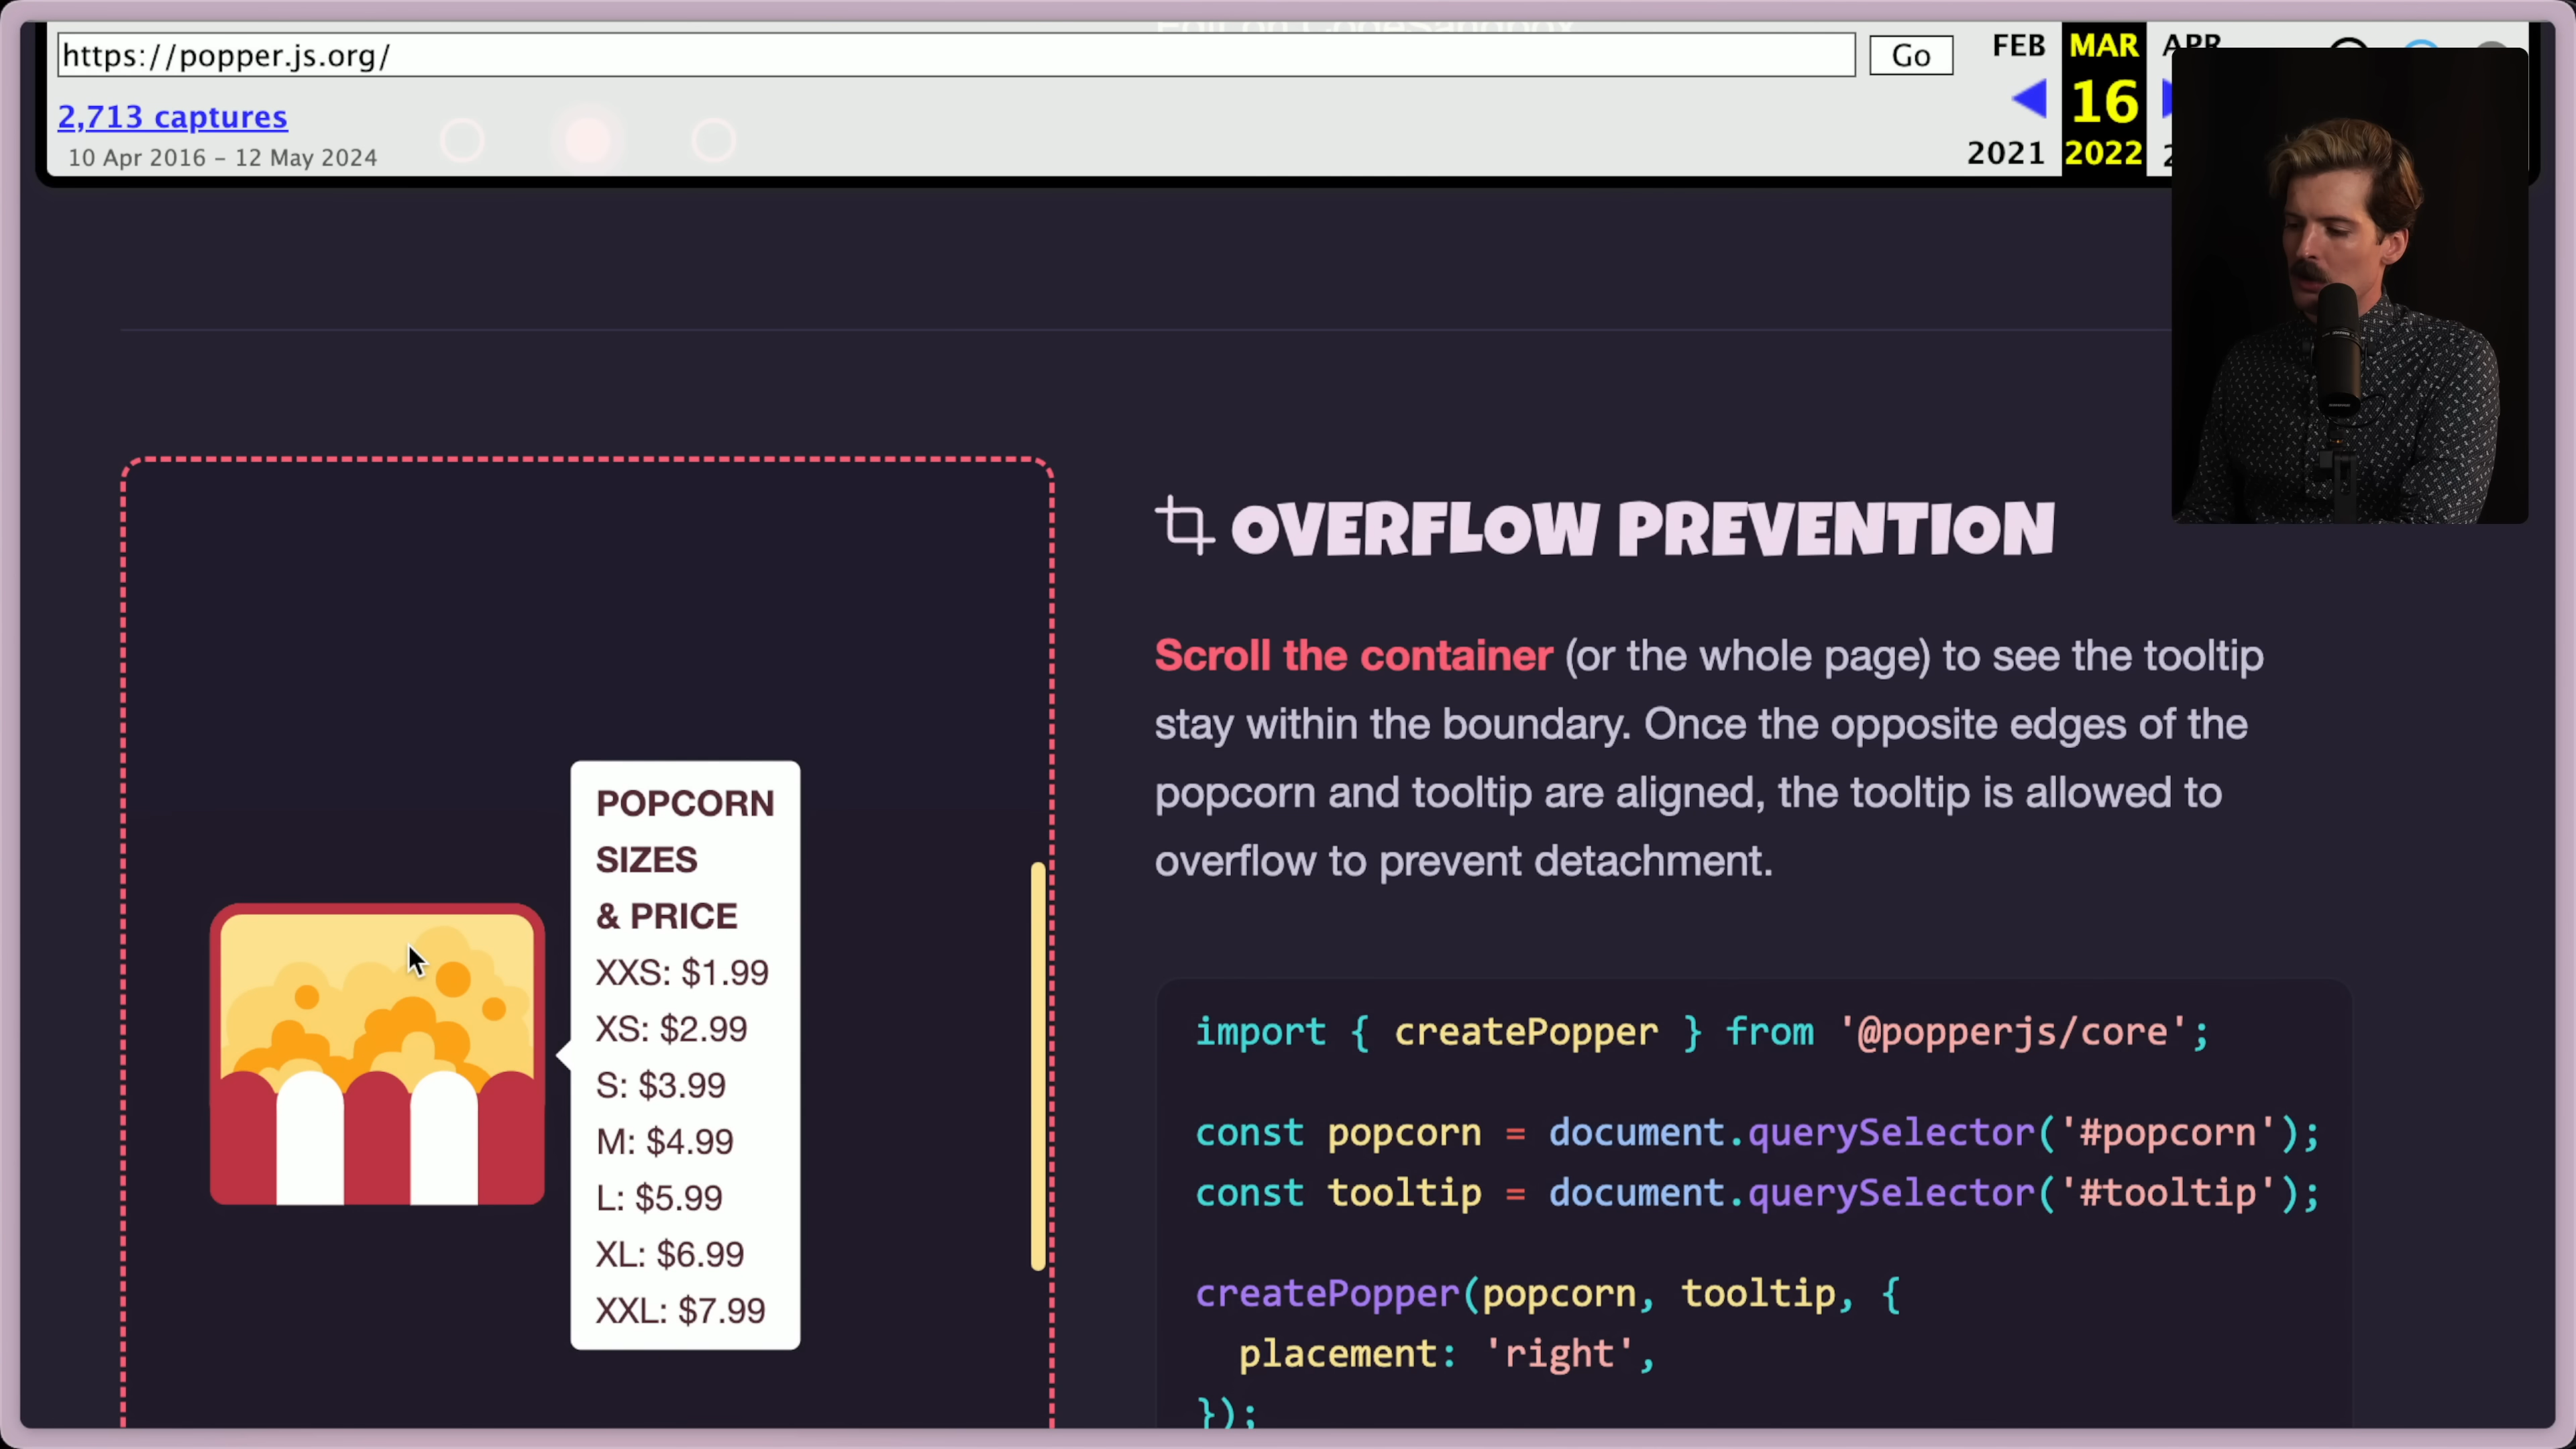 https://popper.js.org/
Go
FEB MAR APR
2,713 captures
16
10 Apr 2016 – 12 May 2024
2021 2022
OVERFLOW PREVENTION
Scroll the container (or the whole page) to see the tooltip
stay within the boundary. Once the opposite edges of the
popcorn and tooltip are aligned, the tooltip is allowed to
overflow to prevent detachment.
POPCORN
SIZES
& PRICE
XXS: $1.99
XS: $2.99
S: $3.99
M: $4.99
L: $5.99
XL: $6.99
XXL: $7.99
import { createPopper } from '@popperjs/core';
const popcorn = document.querySelector('#popcorn');
const tooltip = document.querySelector('#tooltip');
createPopper(popcorn, tooltip, {
placement: 'right',
});